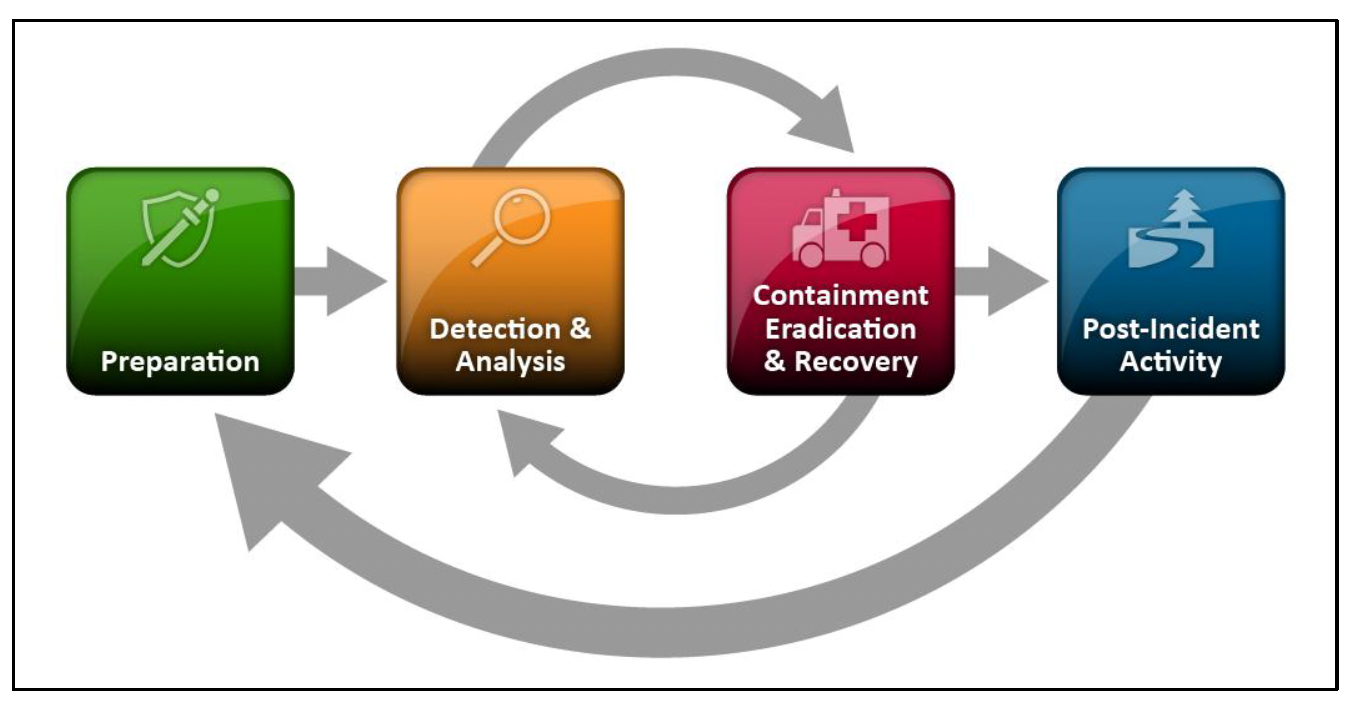 Preparation
Detection &
Analysis
Containment
Eradication
& Recovery
Post-Incident
Activity